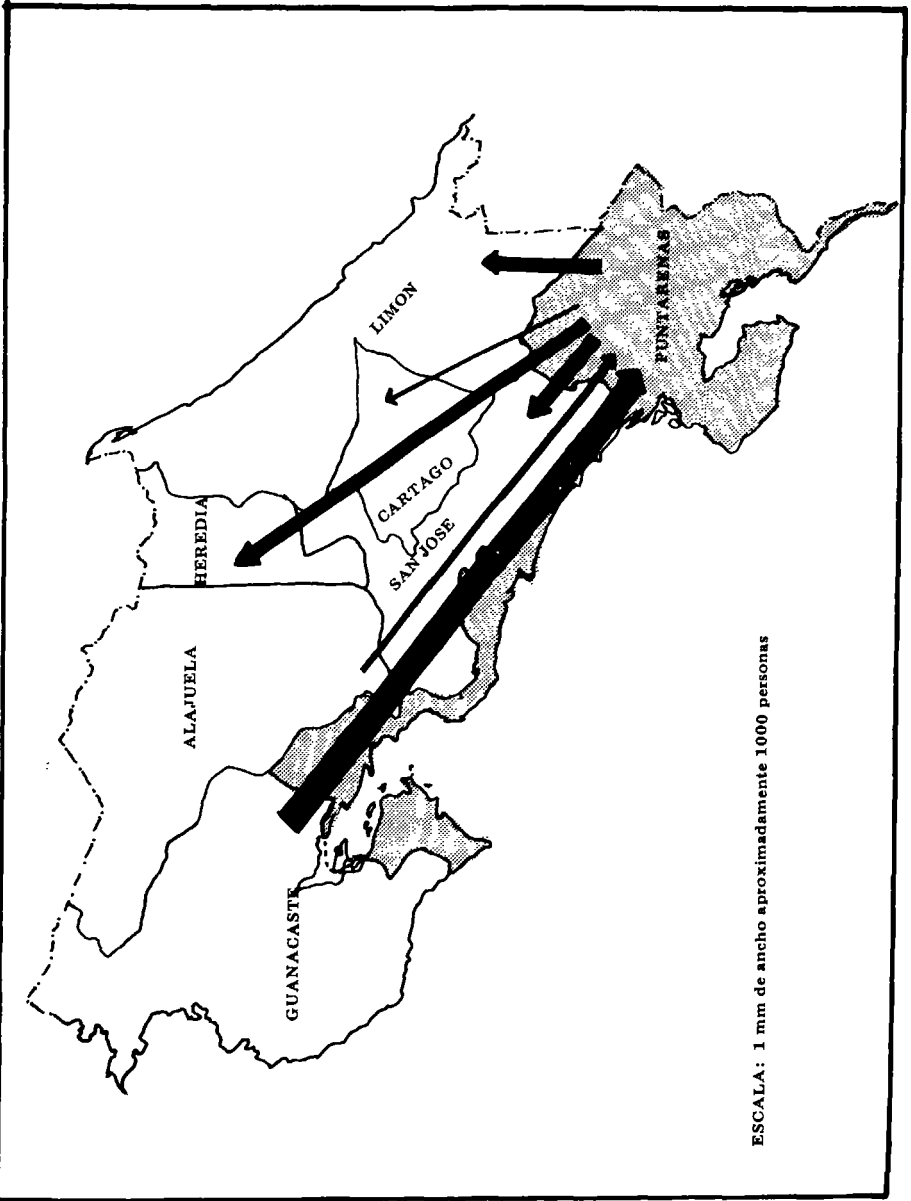 LIMON
PUNTARENAS
CARTAGO
HEREDIA
SAN JOSE
ALAJUELA
GUANACASTE
ESCALA: 1 mm de ancho aproximadamente 1000 personas